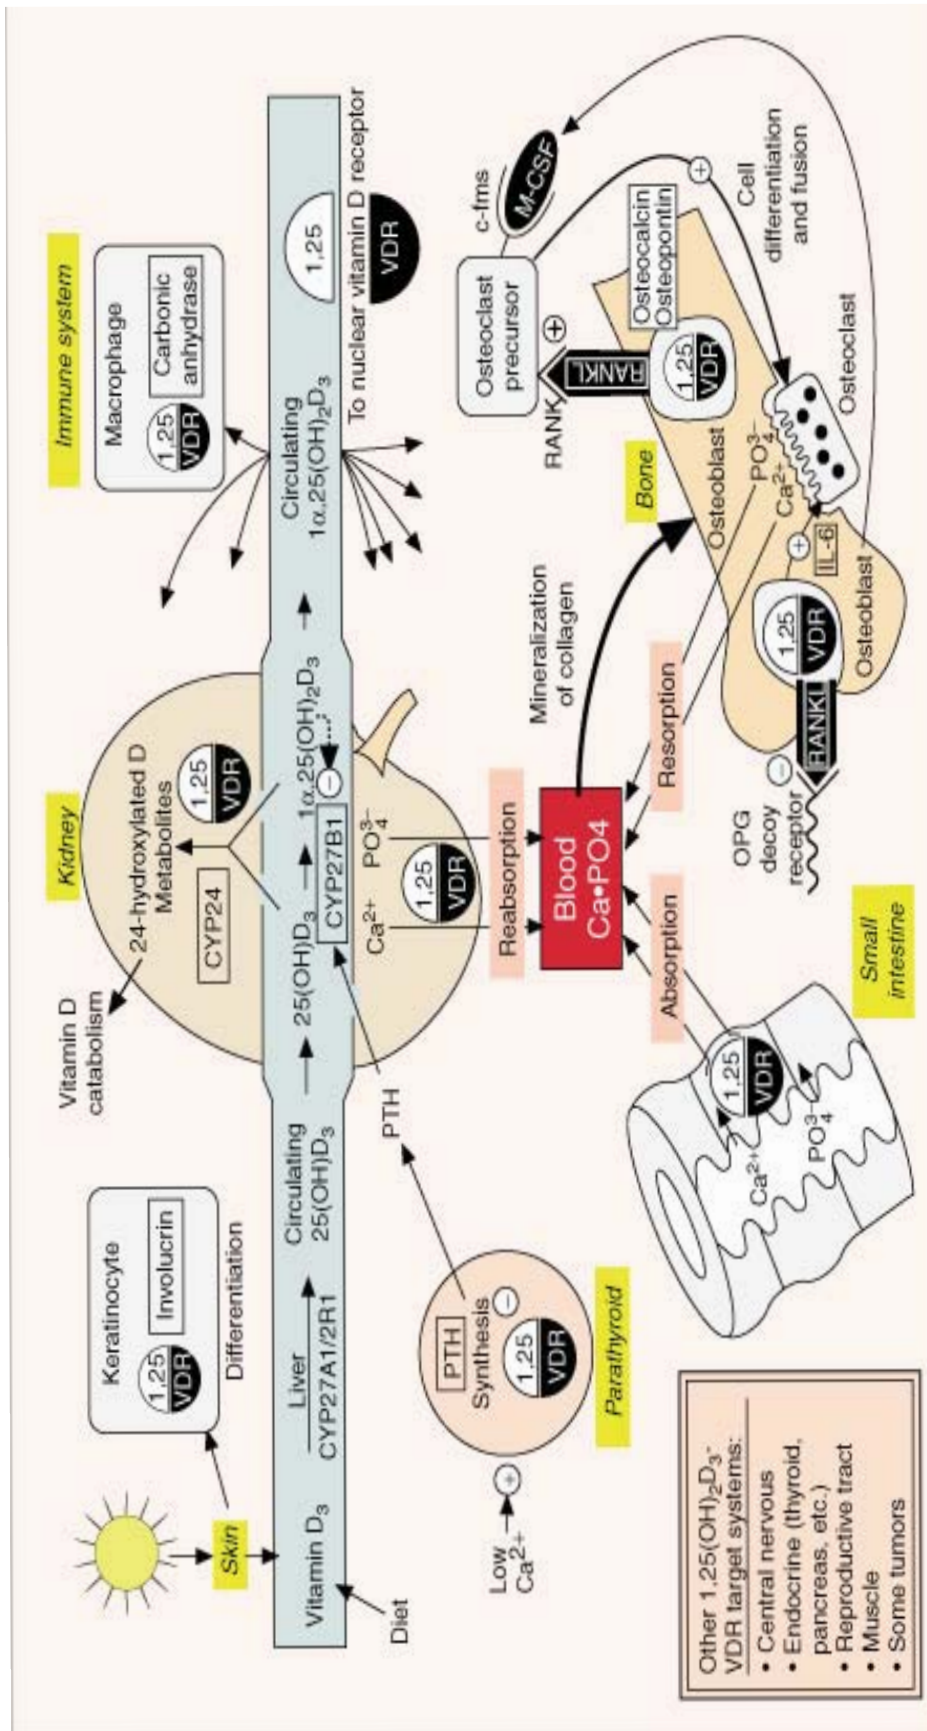 Keratinocyte
1,25
VDR
Involucrin
Differentiation
Skin
Vitamin D3
Diet
Liver
CYP27A1/2R1
Circulating
25(OH)D3
Kidney
Vitamin D
catabolism
24-hydroxylated D
Metabolites
CYP24
1,25
VDR
25(OH)D3
1α,25(OH)2D3
−
CYP27B1
Ca2+
PO43−
1,25
VDR
Immune system
Macrophage
1,25
VDR
Carbonic
anhydrase
Circulating
1α,25(OH)2D3
1,25
VDR
To nuclear vitamin D receptor
Low
Ca2+
+
PTH
Synthesis
−
1,25
VDR
Parathyroid
PTH
Reabsorption
Blood
Ca•PO4
Absorption
Resorption
Mineralization
of collagen
Small
intestine
Ca2+
PO43−
1,25
VDR
Bone
Osteoblast
1,25
VDR
Osteocalcin
Osteopontin
RANKL
RANK
+
Osteoclast
precursor
c-fms
M-CSF
+
Cell
differentiation
and fusion
Osteoclast
PO43−
Ca2+
+
IL-6
Osteoblast
1,25
VDR
RANKL
−
OPG
decoy
receptor
Other 1,25(OH)2D3-
VDR target systems:
• Central nervous
• Endocrine (thyroid,
pancreas, etc.)
• Reproductive tract
• Muscle
• Some tumors